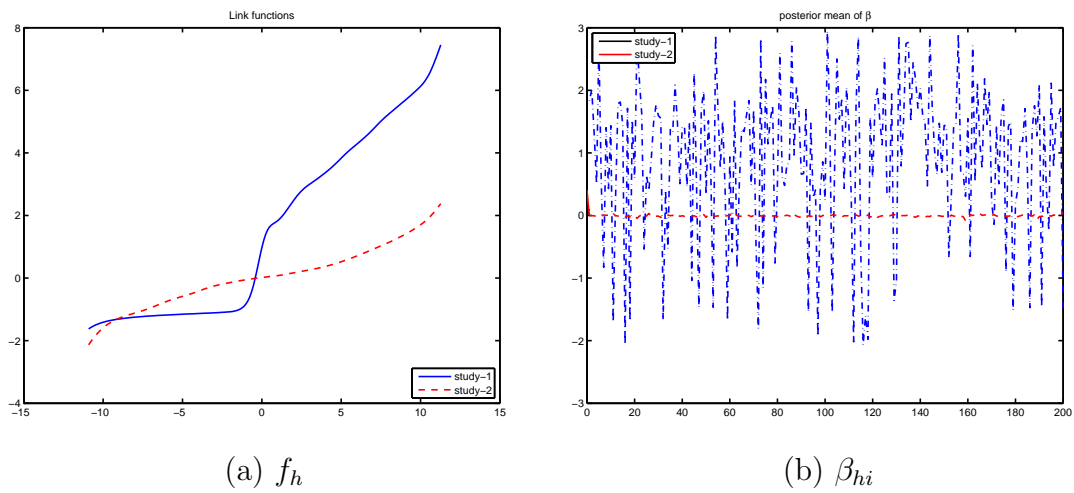 Link functions
8
6
4
2
0
−2
−4
−15 −10 −5 0 5 10 15
study−1
study−2
(a) f_h
posterior mean of β
study−1
study−2
3
2
1
0
−1
−2
−3
0 20 40 60 80 100 120 140 160 180 200
(b) β_{hi}